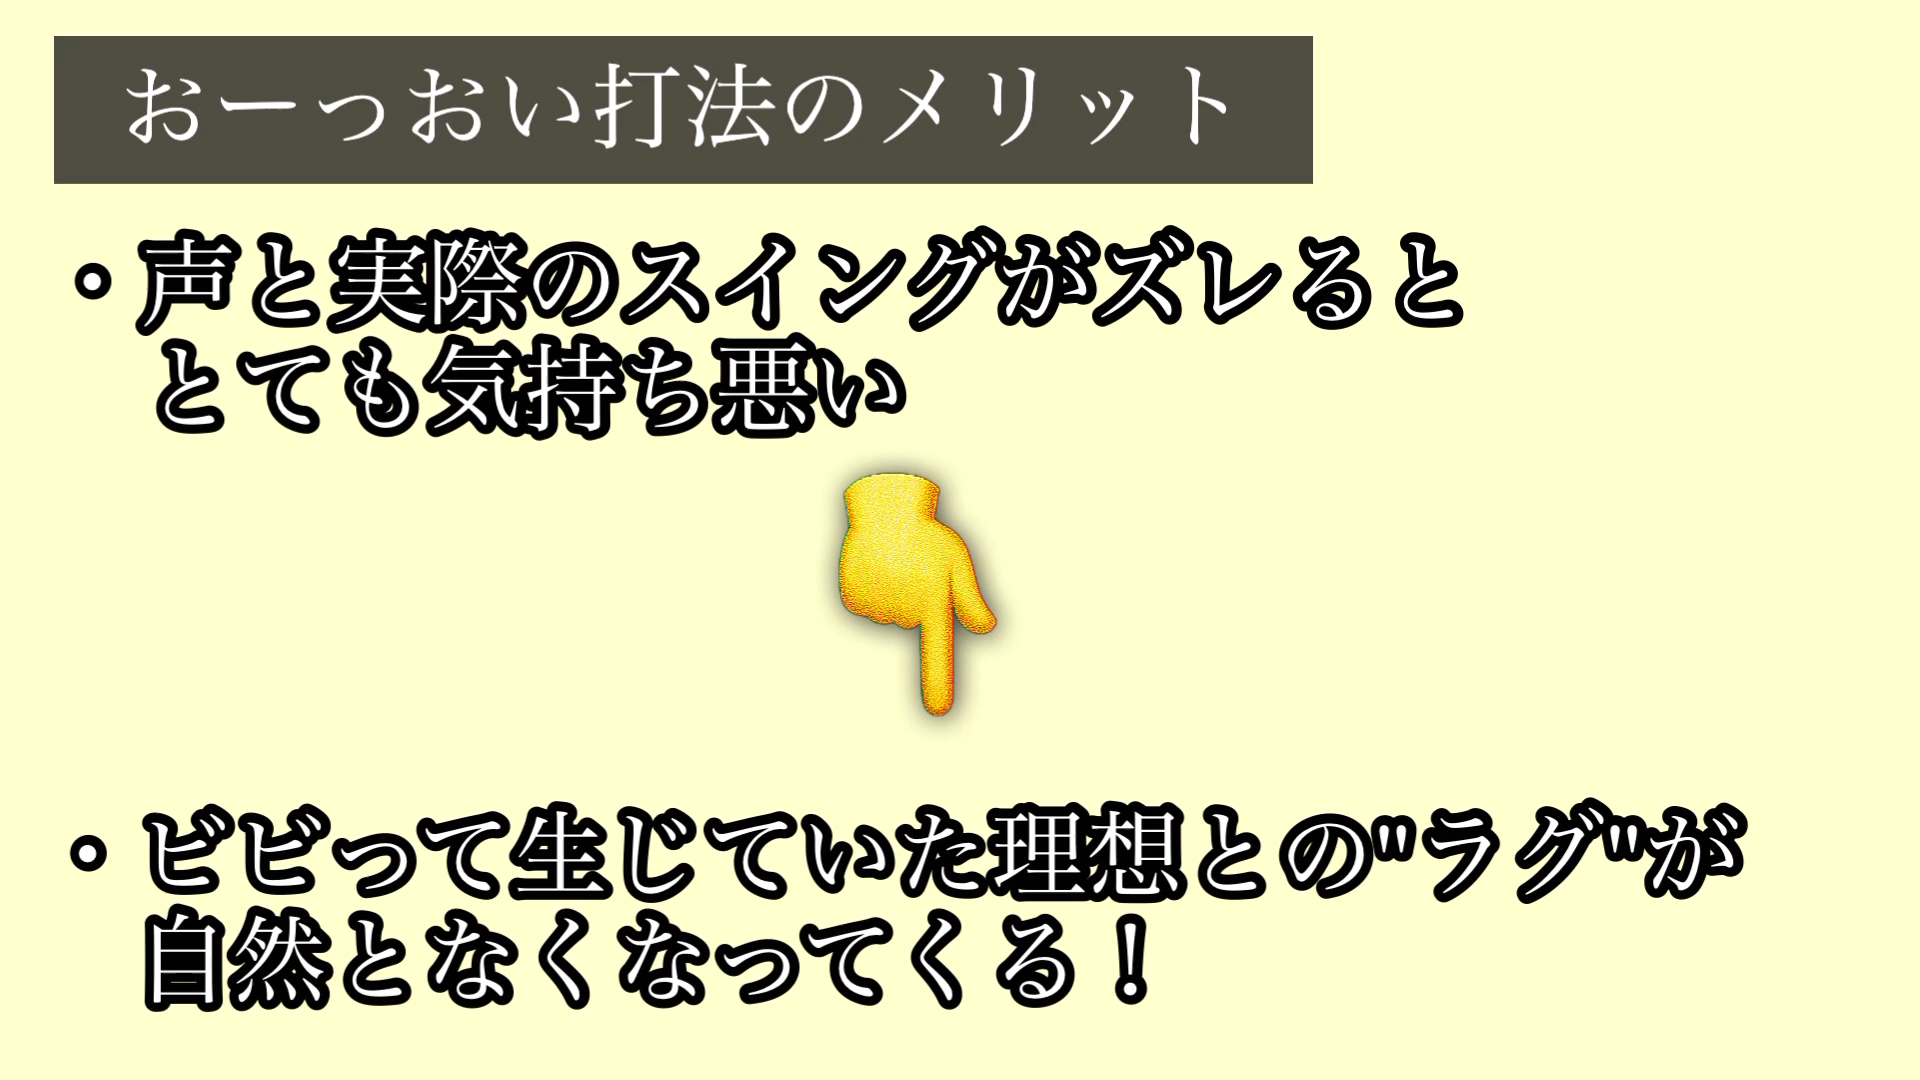 おーっおい打法のメリット
・声と実際のスイングがズレると
とても気持ち悪い
・ビビって生じていた理想との"ラグ"が
自然となくなってくる！